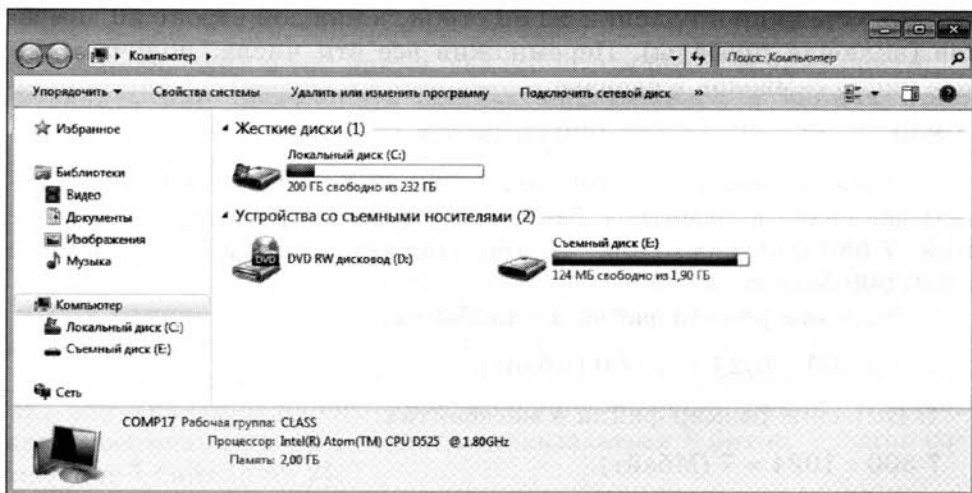 Компьютер
Поиск: Компьютер
Упорядочить Свойства системы Удалить или изменить программу Подключить сетевой диск »
Избранное
Библиотеки
Видео
Документы
Изображения
Музыка
Компьютер
Локальный диск (C:)
Съемный диск (E:)
Сеть
Жесткие диски (1)
Локальный диск (C:)
200 ГБ свободно из 232 ГБ
Устройства со съемными носителями (2)
DVD
DVD RW дисковод (D:)
Съемный диск (E:)
124 МБ свободно из 1,90 ГБ
COMP17 Рабочая группа: CLASS
Процессор: Intel(R) Atom(TM) CPU D525 @ 1.80GHz
Память: 2,00 ГБ